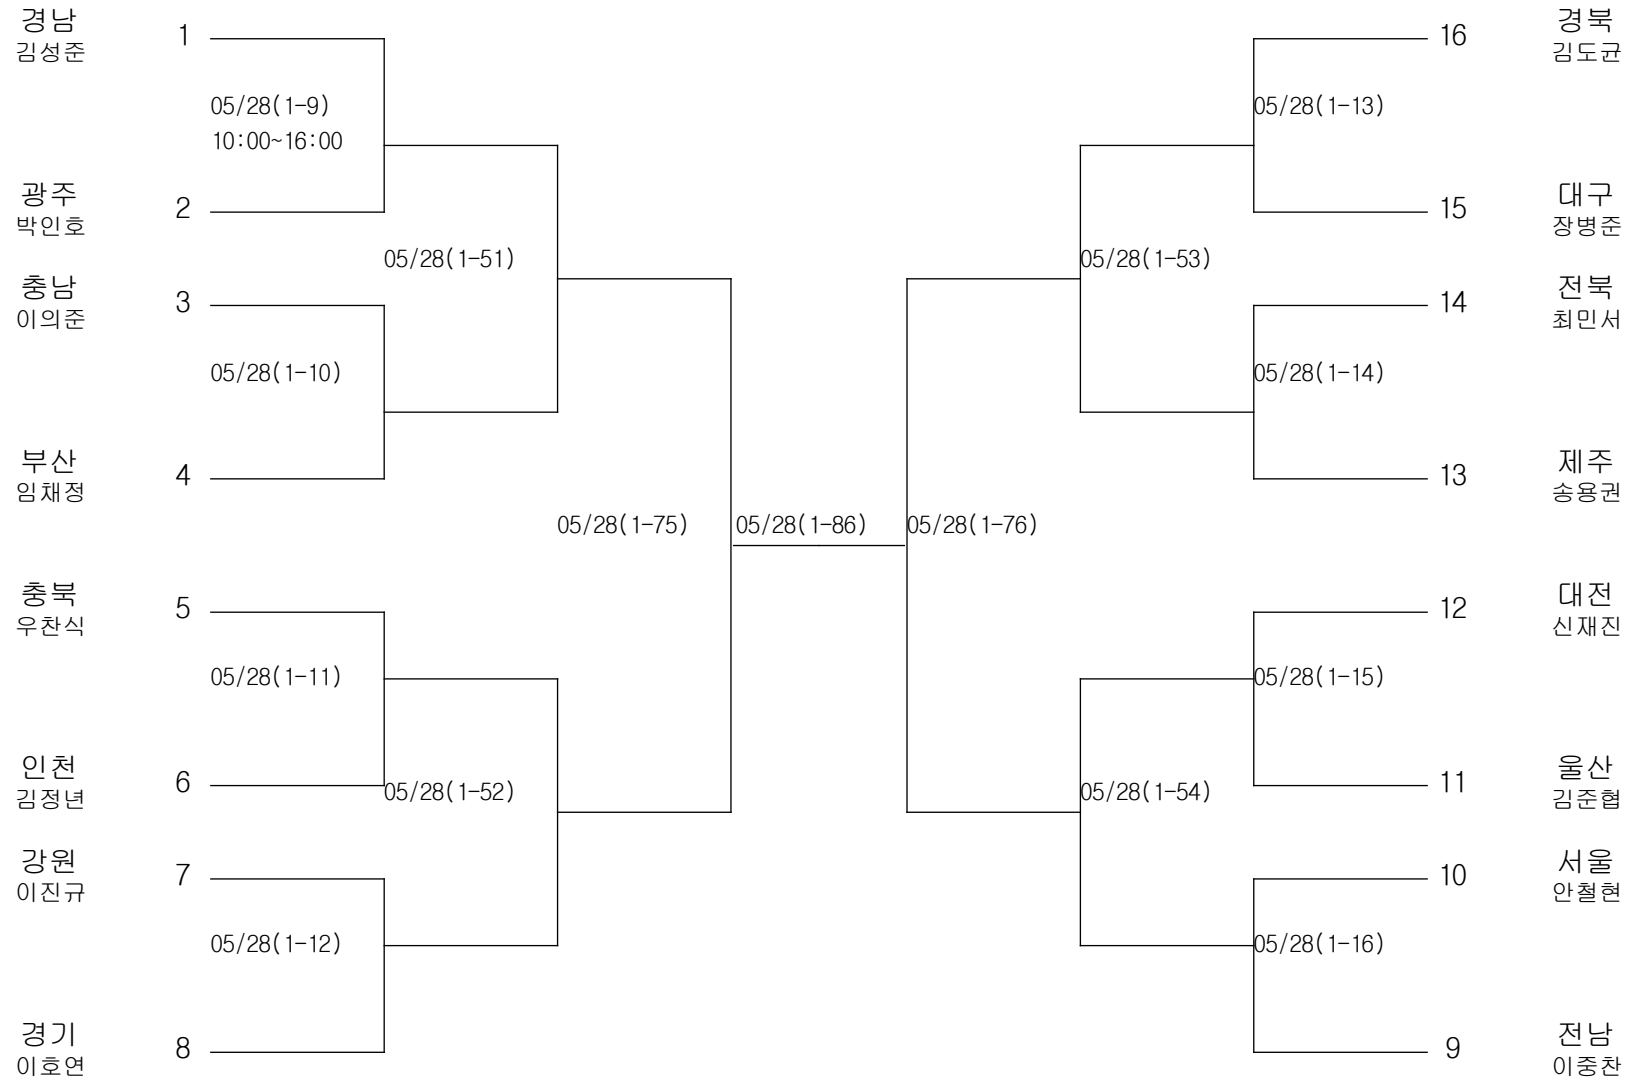 경남
김성준
1
05/28(1-9)
10:00~16:00
광주
박인호
2
05/28(1-51)
충남
이의준
3
05/28(1-10)
부산
임채정
4
05/28(1-75)
충북
우찬식
5
05/28(1-11)
인천
김정년
6
05/28(1-52)
강원
이진규
7
05/28(1-12)
경기
이호연
8
05/28(1-86)
16
경북
김도균
05/28(1-13)
15
대구
장병준
05/28(1-53)
14
전북
최민서
05/28(1-14)
13
제주
송용권
05/28(1-76)
12
대전
신재진
05/28(1-15)
11
울산
김준협
05/28(1-54)
10
서울
안철현
05/28(1-16)
9
전남
이중찬